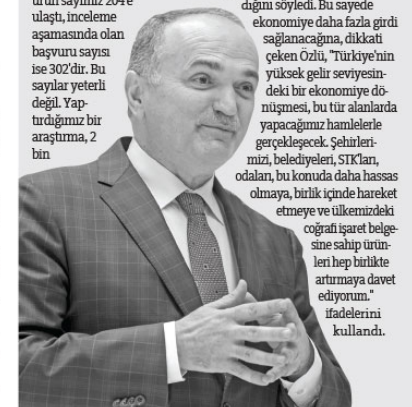 ürün sayımız 204'e
ulaştı, inceleme
aşamasında olan
başvuru sayısı
ise 302'dir. Bu
sayılar yeterli
değil. Yap-
tırdığımız bir
araştırma, 2
bin
dığını söyledi. Bu sayede
ekonomiye daha fazla girdi
sağlanacağına, dikkati
çeken Özlü, "Türkiye'nin
yüksek gelir seviyesin-
deki bir ekonomiye dö-
nüşmesi, bu tür alanlarda
yapacağımız hamlelerle
gerçekleşecek. Şehirleri-
mizi, belediyeleri, STK'ları,
odaları, bu konuda daha hassas
olmaya, birlik içinde hareket
etmeye ve ülkemizdeki
coğrafi işaret belge-
sine sahip ürün-
leri hep birlikte
artırmaya davet
ediyorum."
ifadelerini
kullandı.